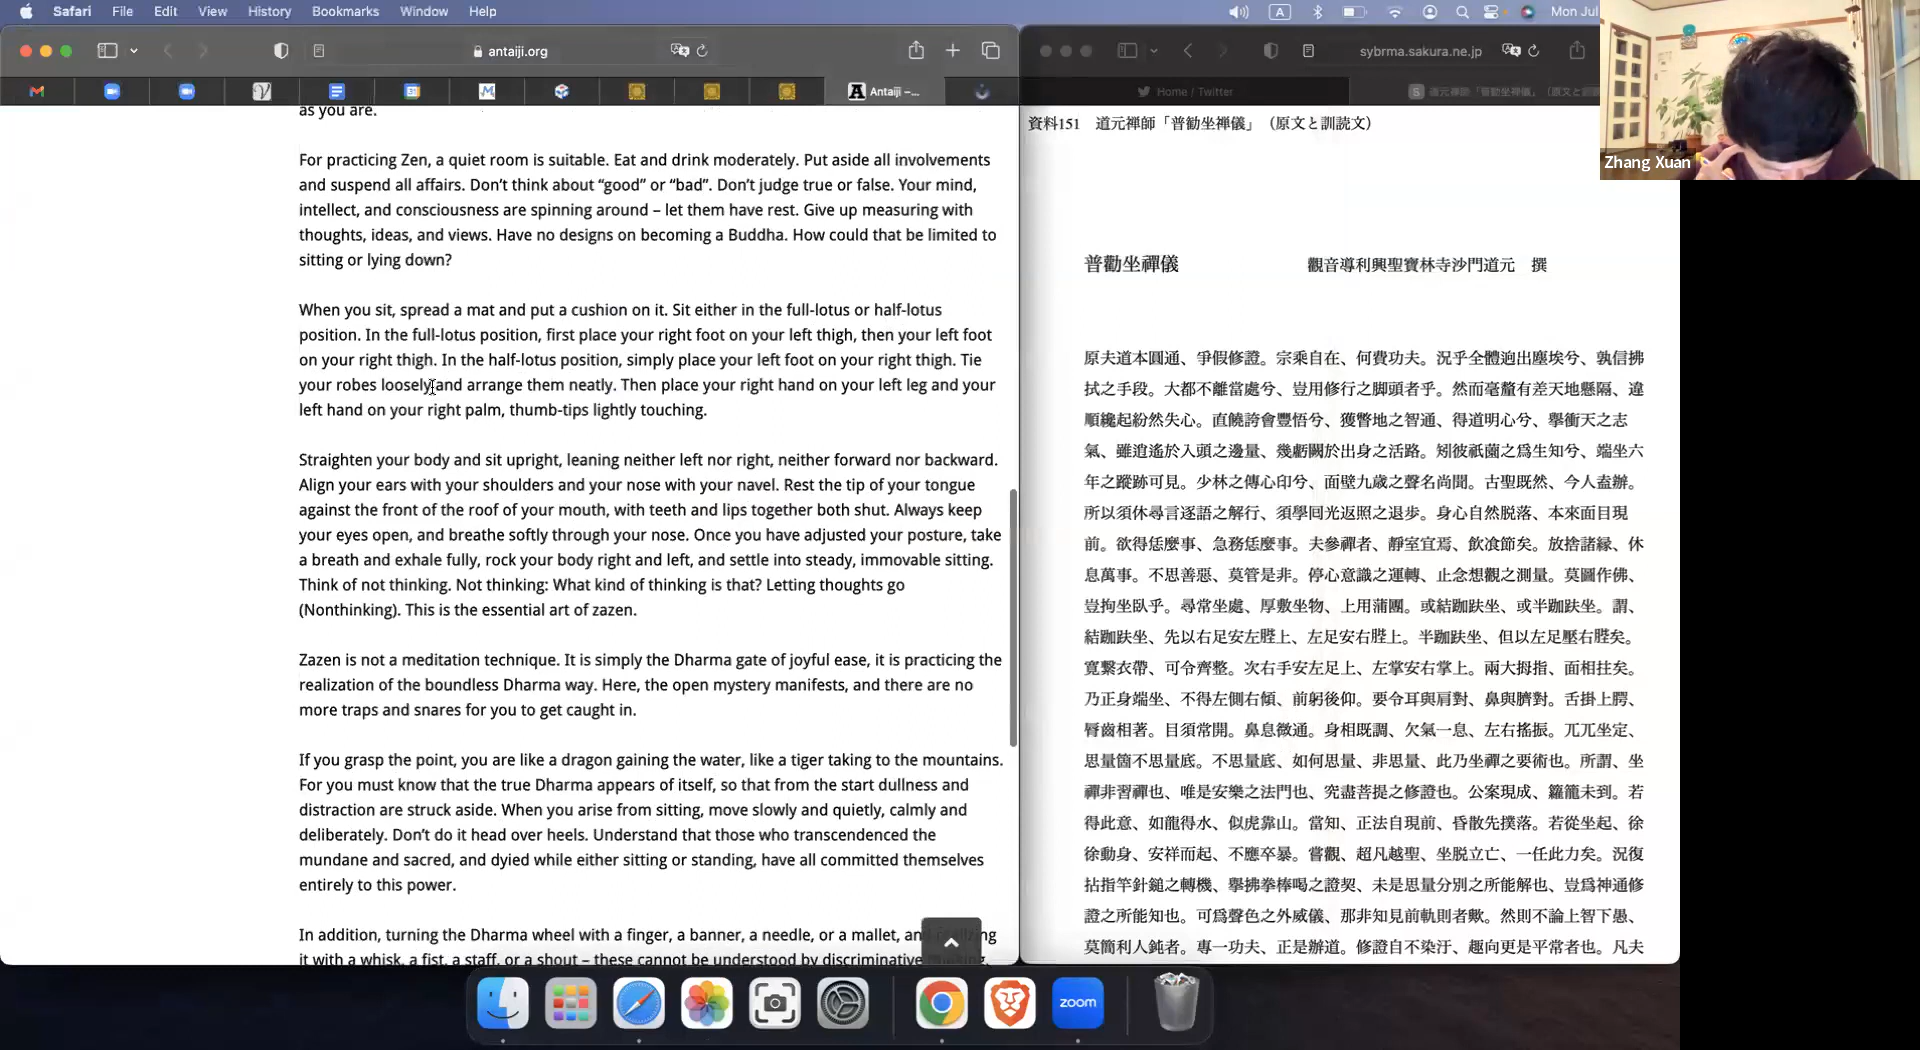 Safari File Edit View History Bookmarks Window Help
A
Mon Jul
antaiji.org
Antaiji –...
sybrma.sakura.ne.jp
Home / Twitter
as you are.
For practicing Zen, a quiet room is suitable. Eat and drink moderately. Put aside all involvements
and suspend all affairs. Don’t think about “good” or “bad”. Don’t judge true or false. Your mind,
intellect, and consciousness are spinning around – let them have rest. Give up measuring with
thoughts, ideas, and views. Have no designs on becoming a Buddha. How could that be limited to
sitting or lying down?
When you sit, spread a mat and put a cushion on it. Sit either in the full-lotus or half-lotus
position. In the full-lotus position, first place your right foot on your left thigh, then your left foot
on your right thigh. In the half-lotus position, simply place your left foot on your right thigh. Tie
your robes loosely and arrange them neatly. Then place your right hand on your left leg and your
left hand on your right palm, thumb-tips lightly touching.
Straighten your body and sit upright, leaning neither left nor right, neither forward nor backward.
Align your ears with your shoulders and your nose with your navel. Rest the tip of your tongue
against the front of the roof of your mouth, with teeth and lips together both shut. Always keep
your eyes open, and breathe softly through your nose. Once you have adjusted your posture, take
a breath and exhale fully, rock your body right and left, and settle into steady, immovable sitting.
Think of not thinking. Not thinking: What kind of thinking is that? Letting thoughts go
(Nonthinking). This is the essential art of zazen.
Zazen is not a meditation technique. It is simply the Dharma gate of joyful ease, it is practicing the
realization of the boundless Dharma way. Here, the open mystery manifests, and there are no
more traps and snares for you to get caught in.
If you grasp the point, you are like a dragon gaining the water, like a tiger taking to the mountains.
For you must know that the true Dharma appears of itself, so that from the start dullness and
distraction are struck aside. When you arise from sitting, move slowly and quietly, calmly and
deliberately. Don’t do it head over heels. Understand that those who transcendenced the
mundane and sacred, and dyied while either sitting or standing, have all committed themselves
entirely to this power.
In addition, turning the Dharma wheel with a finger, a banner, a needle, or a mallet, and realizing
it with a whisk, a fist, a staff, or a shout – these cannot be understood by discriminative thinking.
資料151 道元禅師「普勧坐禅儀」（原文と訓読文）
普勸坐禪儀 觀音導利興聖寶林寺沙門道元 撰
原夫道本圓通、爭假修證。宗乘自在、何費功夫。況乎全體逈出塵埃兮、孰信拂
拭之手段。大都不離當處兮、豈用修行之脚頭者乎。然而毫釐有差天地懸隔、違
順纔起紛然失心。直饒誇會豐悟兮、獲瞥地之智通、得道明心兮、擧衝天之志
氣、雖逍遙於入頭之邊量、幾虧闕於出身之活路。矧彼祇薗之爲生知兮、端坐六
年之蹤跡可見。少林之傳心印兮、面壁九歳之聲名尚聞。古聖既然、今人盍辦。
所以須休尋言逐語之解行、須學囘光返照之退歩。身心自然脱落、本來面目現
前。欲得恁麼事、急務恁麼事。夫參禪者、靜室宜焉、飮飡節矣。放捨諸縁、休
息萬事。不思善惡、莫管是非。停心意識之運轉、止念想觀之測量。莫圖作佛、
豈拘坐臥乎。尋常坐處、厚敷坐物、上用蒲團。或結跏趺坐、或半跏趺坐。謂、
結跏趺坐、先以右足安左䏶上、左足安右䏶上。半跏趺坐、但以左足壓右䏶矣。
寛繫衣帶、可令齊整。次右手安左足上、左掌安右掌上。兩大拇指、面相拄矣。
乃正身端坐、不得左側右傾、前躬後仰。要令耳與肩對、鼻與臍對。舌掛上腭、
脣齒相著。目須常開。鼻息微通。身相既調、欠氣一息、左右搖振。兀兀坐定、
思量箇不思量底。不思量底、如何思量、非思量、此乃坐禪之要術也。所謂、坐
禪非習禪也、唯是安樂之法門也、究盡菩提之修證也。公案現成、籮籠未到。若
得此意、如龍得水、似虎靠山。當知、正法自現前、昏散先撲落。若從坐起、徐
徐動身、安祥而起、不應卒暴。嘗觀、超凡越聖、坐脱立亡、一任此力矣。況復
拈指竿針鎚之轉機、擧拂拳棒喝之證契、未是思量分別之所能解也、豈爲神通修
證之所能知也。可爲聲色之外威儀、那非知見前軌則者歟。然則不論上智下愚、
莫簡利人鈍者。專一功夫、正是辦道。修證自不染汙、趣向更是平常者也。凡夫
Zhang Xuan
zoom